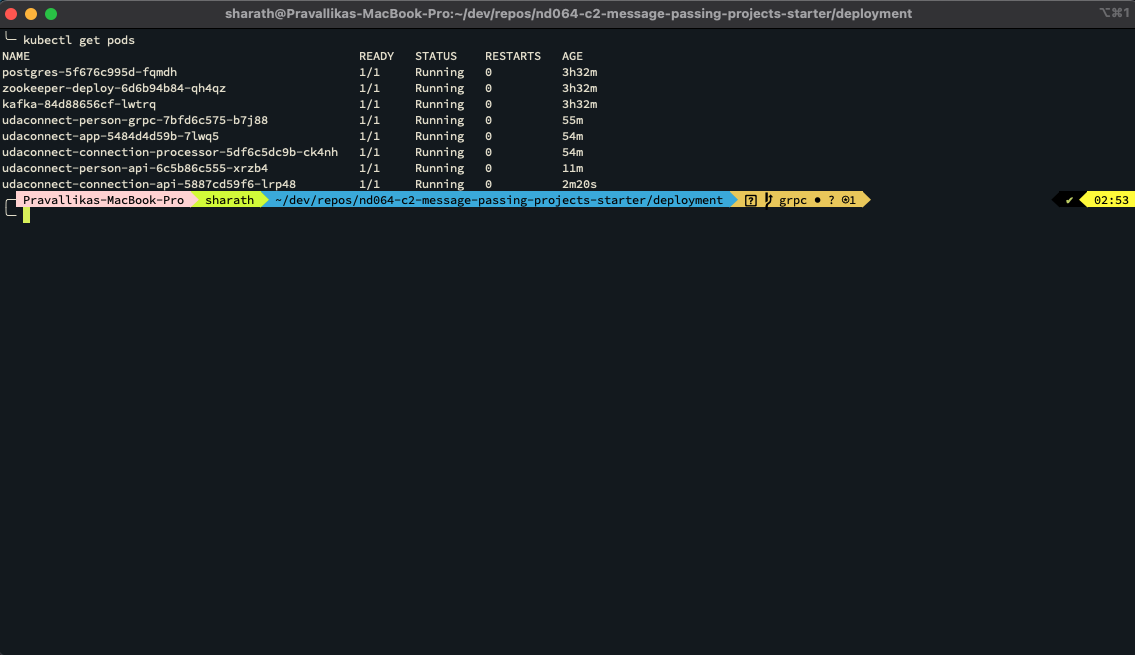 sharath@Pravallikas-MacBook-Pro:~/dev/repos/nd064-c2-message-passing-projects-starter/deployment ⌥⌘1
kubectl get pods
NAME READY STATUS RESTARTS AGE
postgres-5f676c995d-fqmdh 1/1 Running 0 3h32m
zookeeper-deploy-6d6b94b84-qh4qz 1/1 Running 0 3h32m
kafka-84d88656cf-lwtrq 1/1 Running 0 3h32m
udaconnect-person-grpc-7bfd6c575-b7j88 1/1 Running 0 55m
udaconnect-app-5484d4d59b-7lwq5 1/1 Running 0 54m
udaconnect-connection-processor-5df6c5dc9b-ck4nh 1/1 Running 0 54m
udaconnect-person-api-6c5b86c555-xrzb4 1/1 Running 0 11m
udaconnect-connection-api-5887cd59f6-lrp48 1/1 Running 0 2m20s
Pravallikas-MacBook-Pro sharath ~/dev/repos/nd064-c2-message-passing-projects-starter/deployment ? grpc ● ? ⊙1 ✔ 02:53